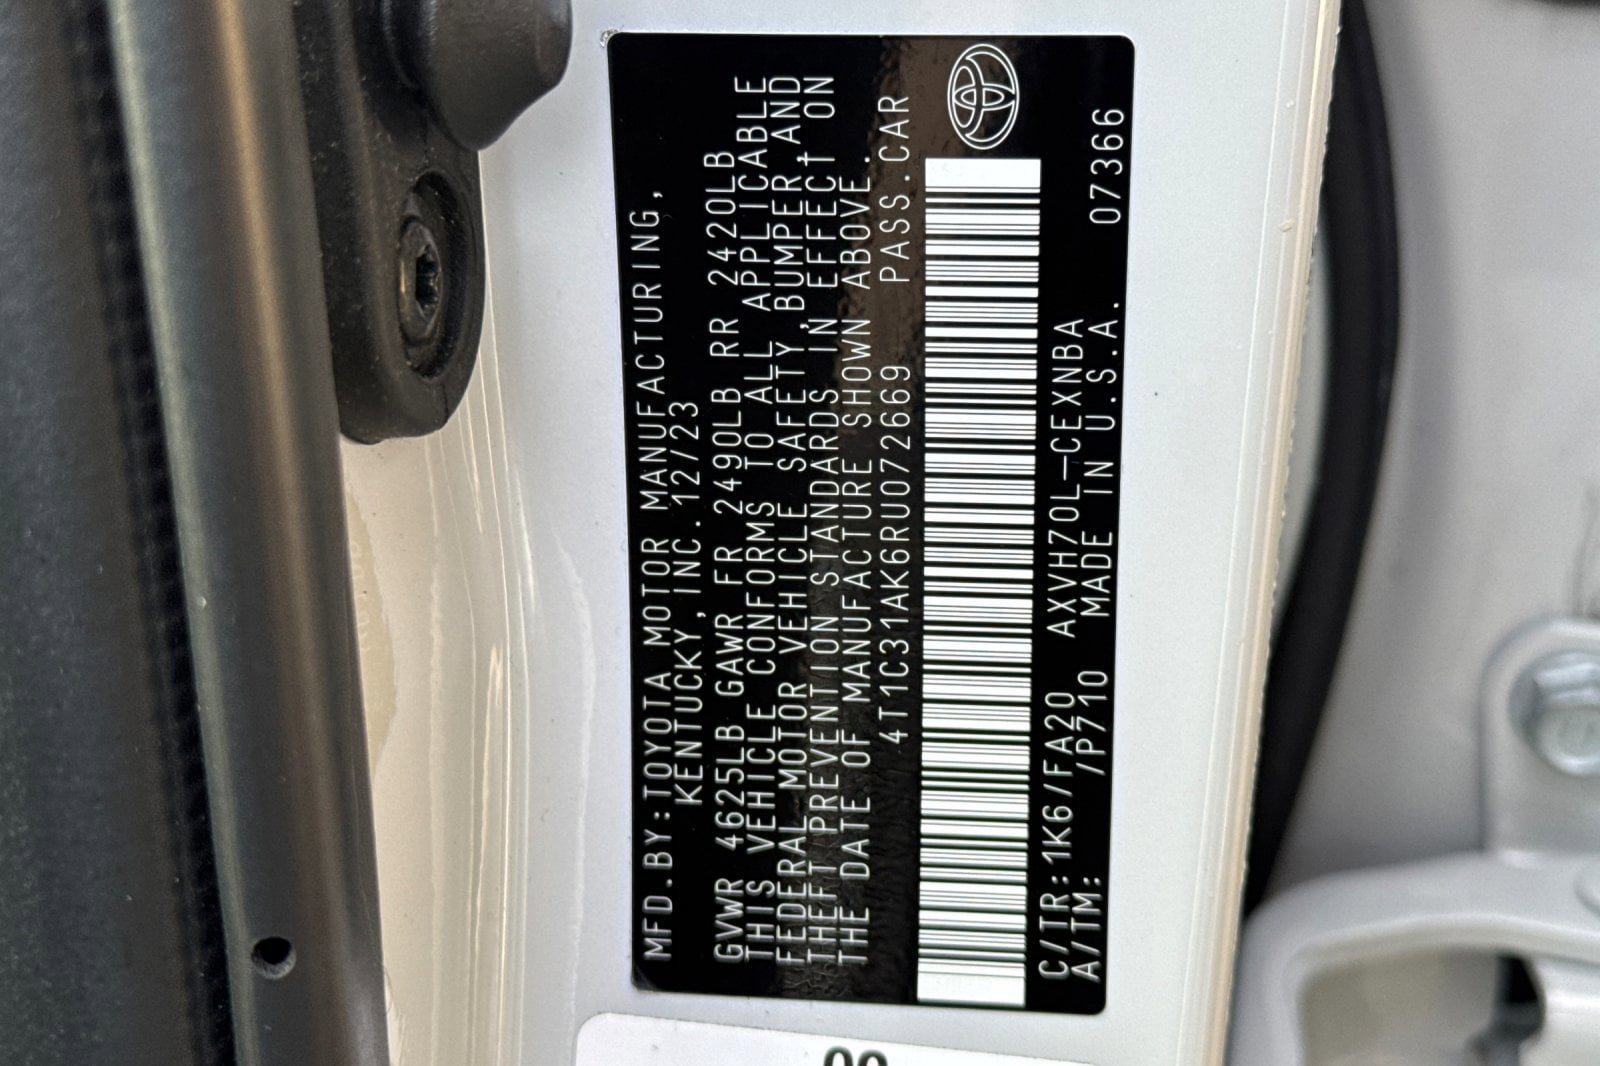 MFD.BY:TOYOTA MOTOR MANUFACTURING,
KENTUCKY,INC.12/23
GVWR 4625LB GAWR FR 2490LB RR 2420LB
THIS VEHICLE CONFORMS TO ALL APPLICABLE
FEDERAL MOTOR VEHICLE SAFETY,BUMPER,AND
THEFT PREVENTION STANDARDS IN EFFECT ON
THE DATE OF MANUFACTURE SHOWN ABOVE.
4T1C31AK6RU072669 PASS.CAR
C/TR:1K6/FA20 AXVH70L-CEXNBA
A/TM: /P710 MADE IN U.S.A. 07366